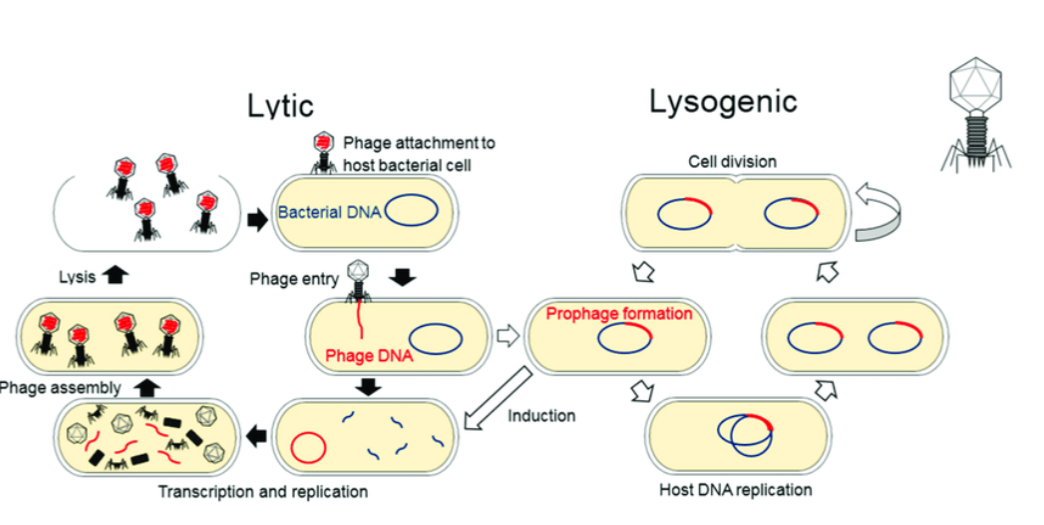 Lytic
Lysogenic
Phage attachment to
host bacterial cell
Cell division
Bacterial DNA
Lysis
Phage entry
Prophage formation
Phage DNA
Phage assembly
Induction
Transcription and replication
Host DNA replication